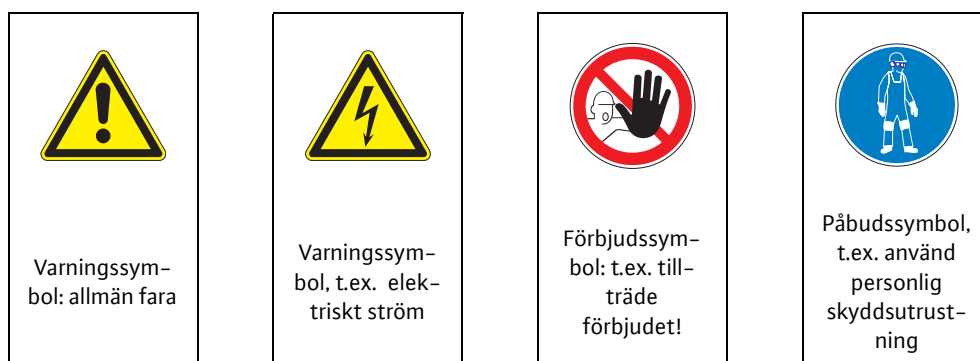 Varningssym–
bol: allmän fara
Varningssym–
bol, t.ex.  elek–
triskt ström
Förbjudssym–
bol: t.ex. till–
träde
förbjudet!
Påbudssymbol,
t.ex. använd
personlig
skyddsutrust–
ning